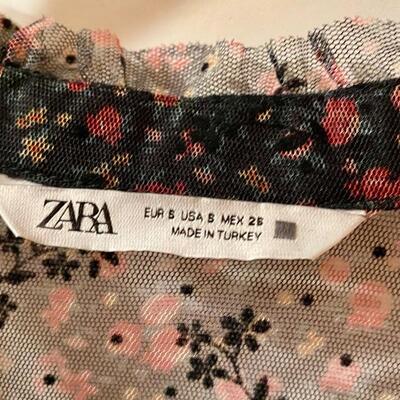 ZARA
EUR S USA S MEX 26
MADE IN TURKEY